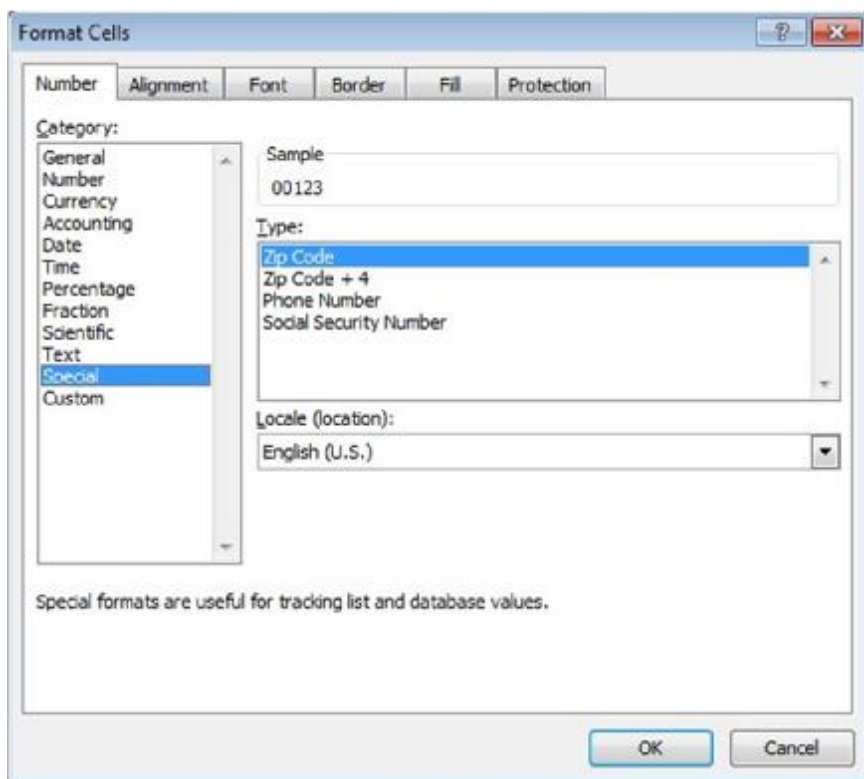 Format Cells
Number Alignment Font Border Fill Protection
Category:
General
Number
Currency
Accounting
Date
Time
Percentage
Fraction
Scientific
Text
Special
Custom
Sample
00123
Type:
Zip Code
Zip Code + 4
Phone Number
Social Security Number
Locale (location):
English (U.S.)
Special formats are useful for tracking list and database values.
OK Cancel